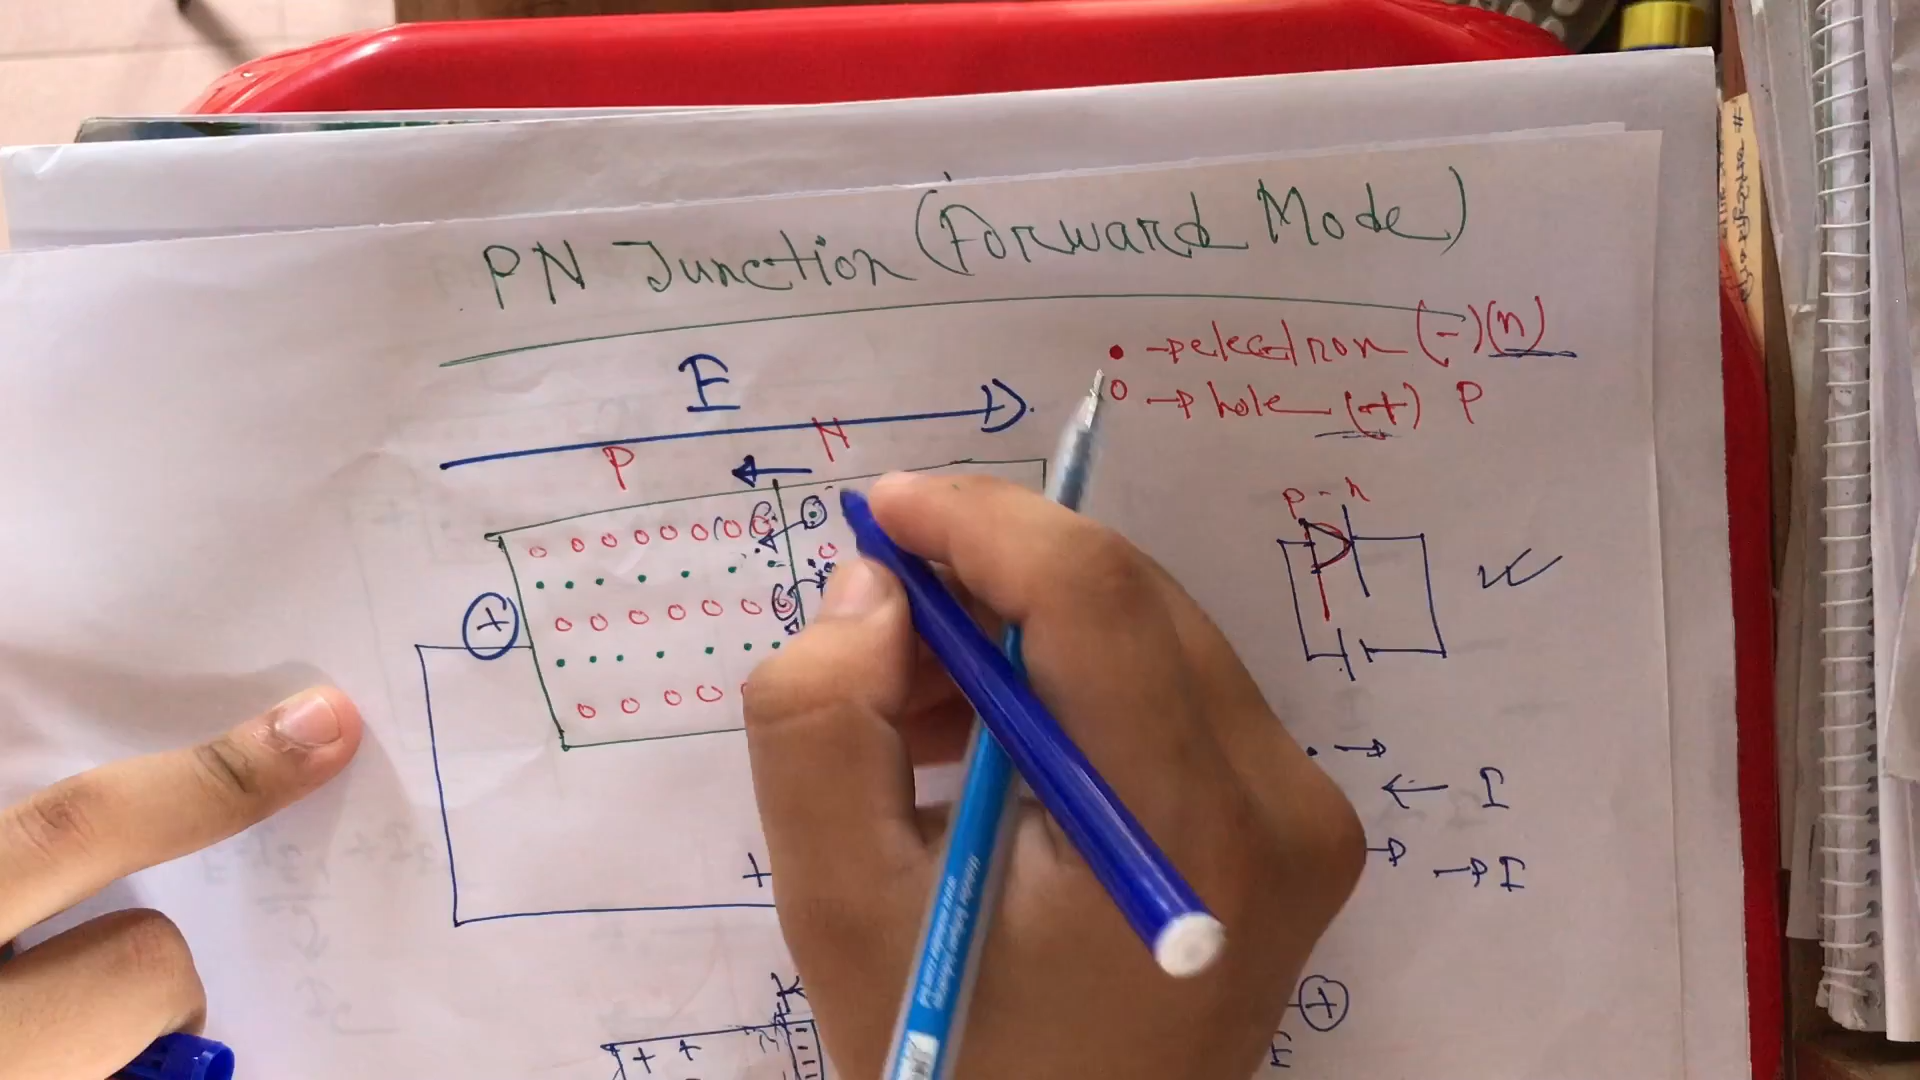 PN Junction (Forward Mode)
• → electron (-)(n)
o → hole (+) P
E
P N
P - n
+
→
← I
→ I
+
+
+ +
E